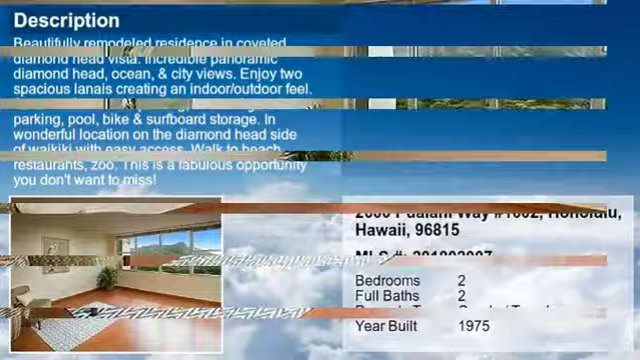 Description
Beautifully remodeled residence in coveted
diamond head vista. Incredible panoramic
diamond head, ocean, & city views. Enjoy two
spacious lanais creating an indoor/outdoor feel.
parking, pool, bike & surfboard storage. In
wonderful location on the diamond head side
of waikiki with easy access. Walk to beach,
restaurants, zoo. This is a fabulous opportunity
you don't want to miss!
Way Honolulu,
Hawaii, 96815
MLS #:
Bedrooms 2
Full Baths 2
Year Built 1975